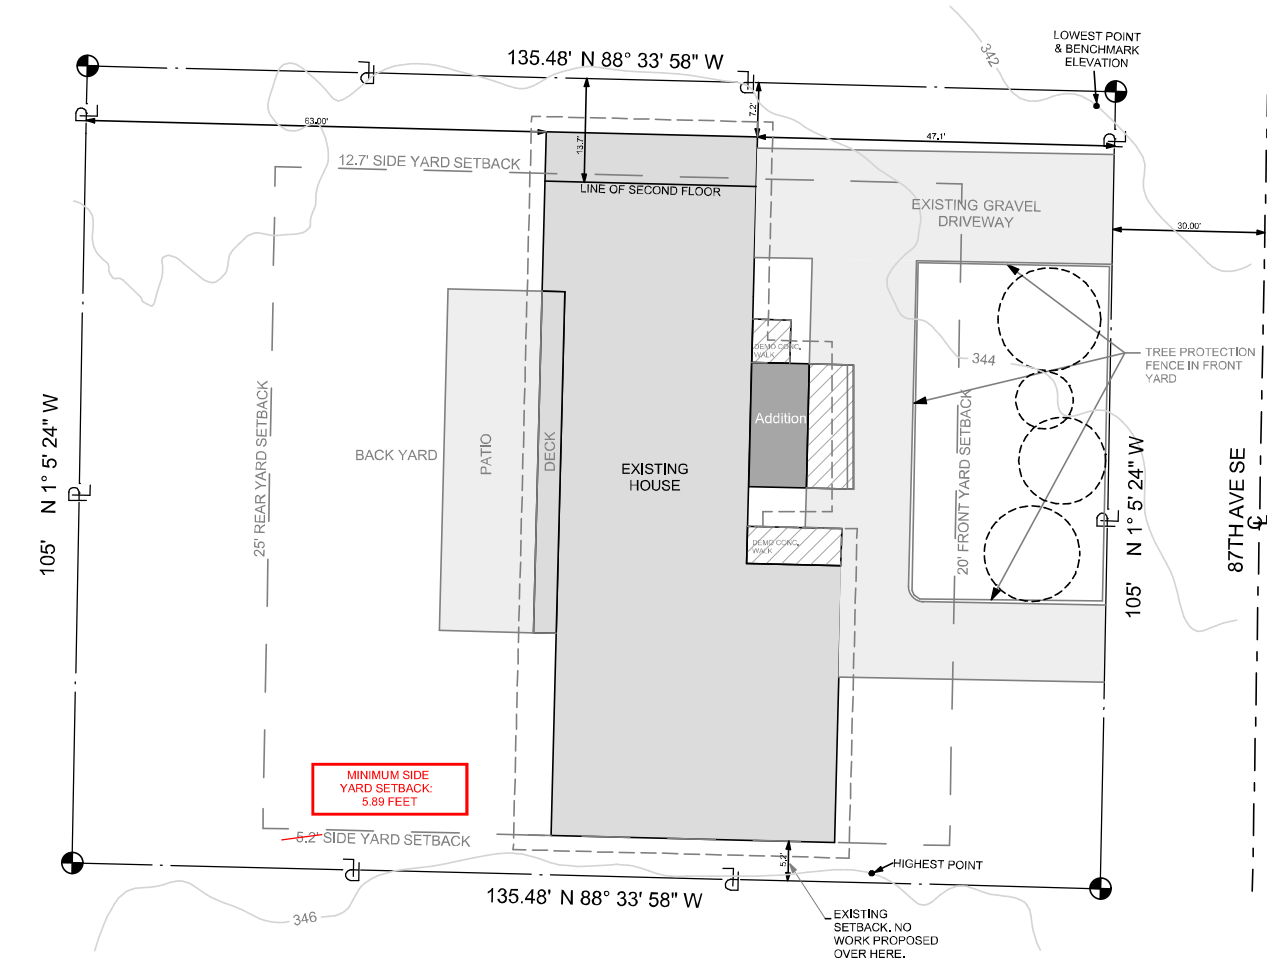 135.48' N 88° 33' 58" W
LOWEST POINT
& BENCHMARK
ELEVATION
342
63.00'
13.7'
7.2'
47.1'
12.7' SIDE YARD SETBACK
LINE OF SECOND FLOOR
EXISTING GRAVEL
DRIVEWAY
30.00'
DEMO CONC.
WALK
344
TREE PROTECTION
FENCE IN FRONT
YARD
Addition
25' REAR YARD SETBACK
BACK YARD
PATIO
DECK
EXISTING
HOUSE
20' FRONT YARD SETBACK
105' N 1° 5' 24" W
105' N 1° 5' 24" W
87TH AVE SE
DEMO CONC.
WALK
MINIMUM SIDE
YARD SETBACK:
5.89 FEET
5.2' SIDE YARD SETBACK
5.2'
HIGHEST POINT
135.48' N 88° 33' 58" W
346
EXISTING
SETBACK. NO
WORK PROPOSED
OVER HERE.